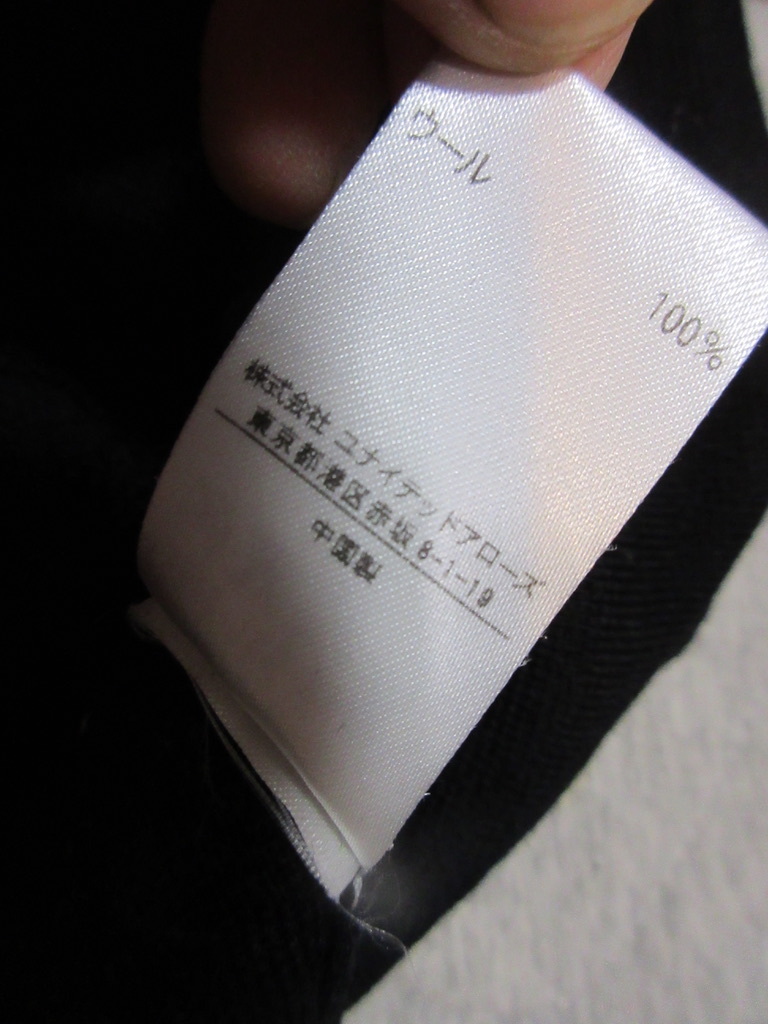 ウール 100%
株式会社 ユナイテッドアローズ
東京都港区赤坂8-1-19
中国製